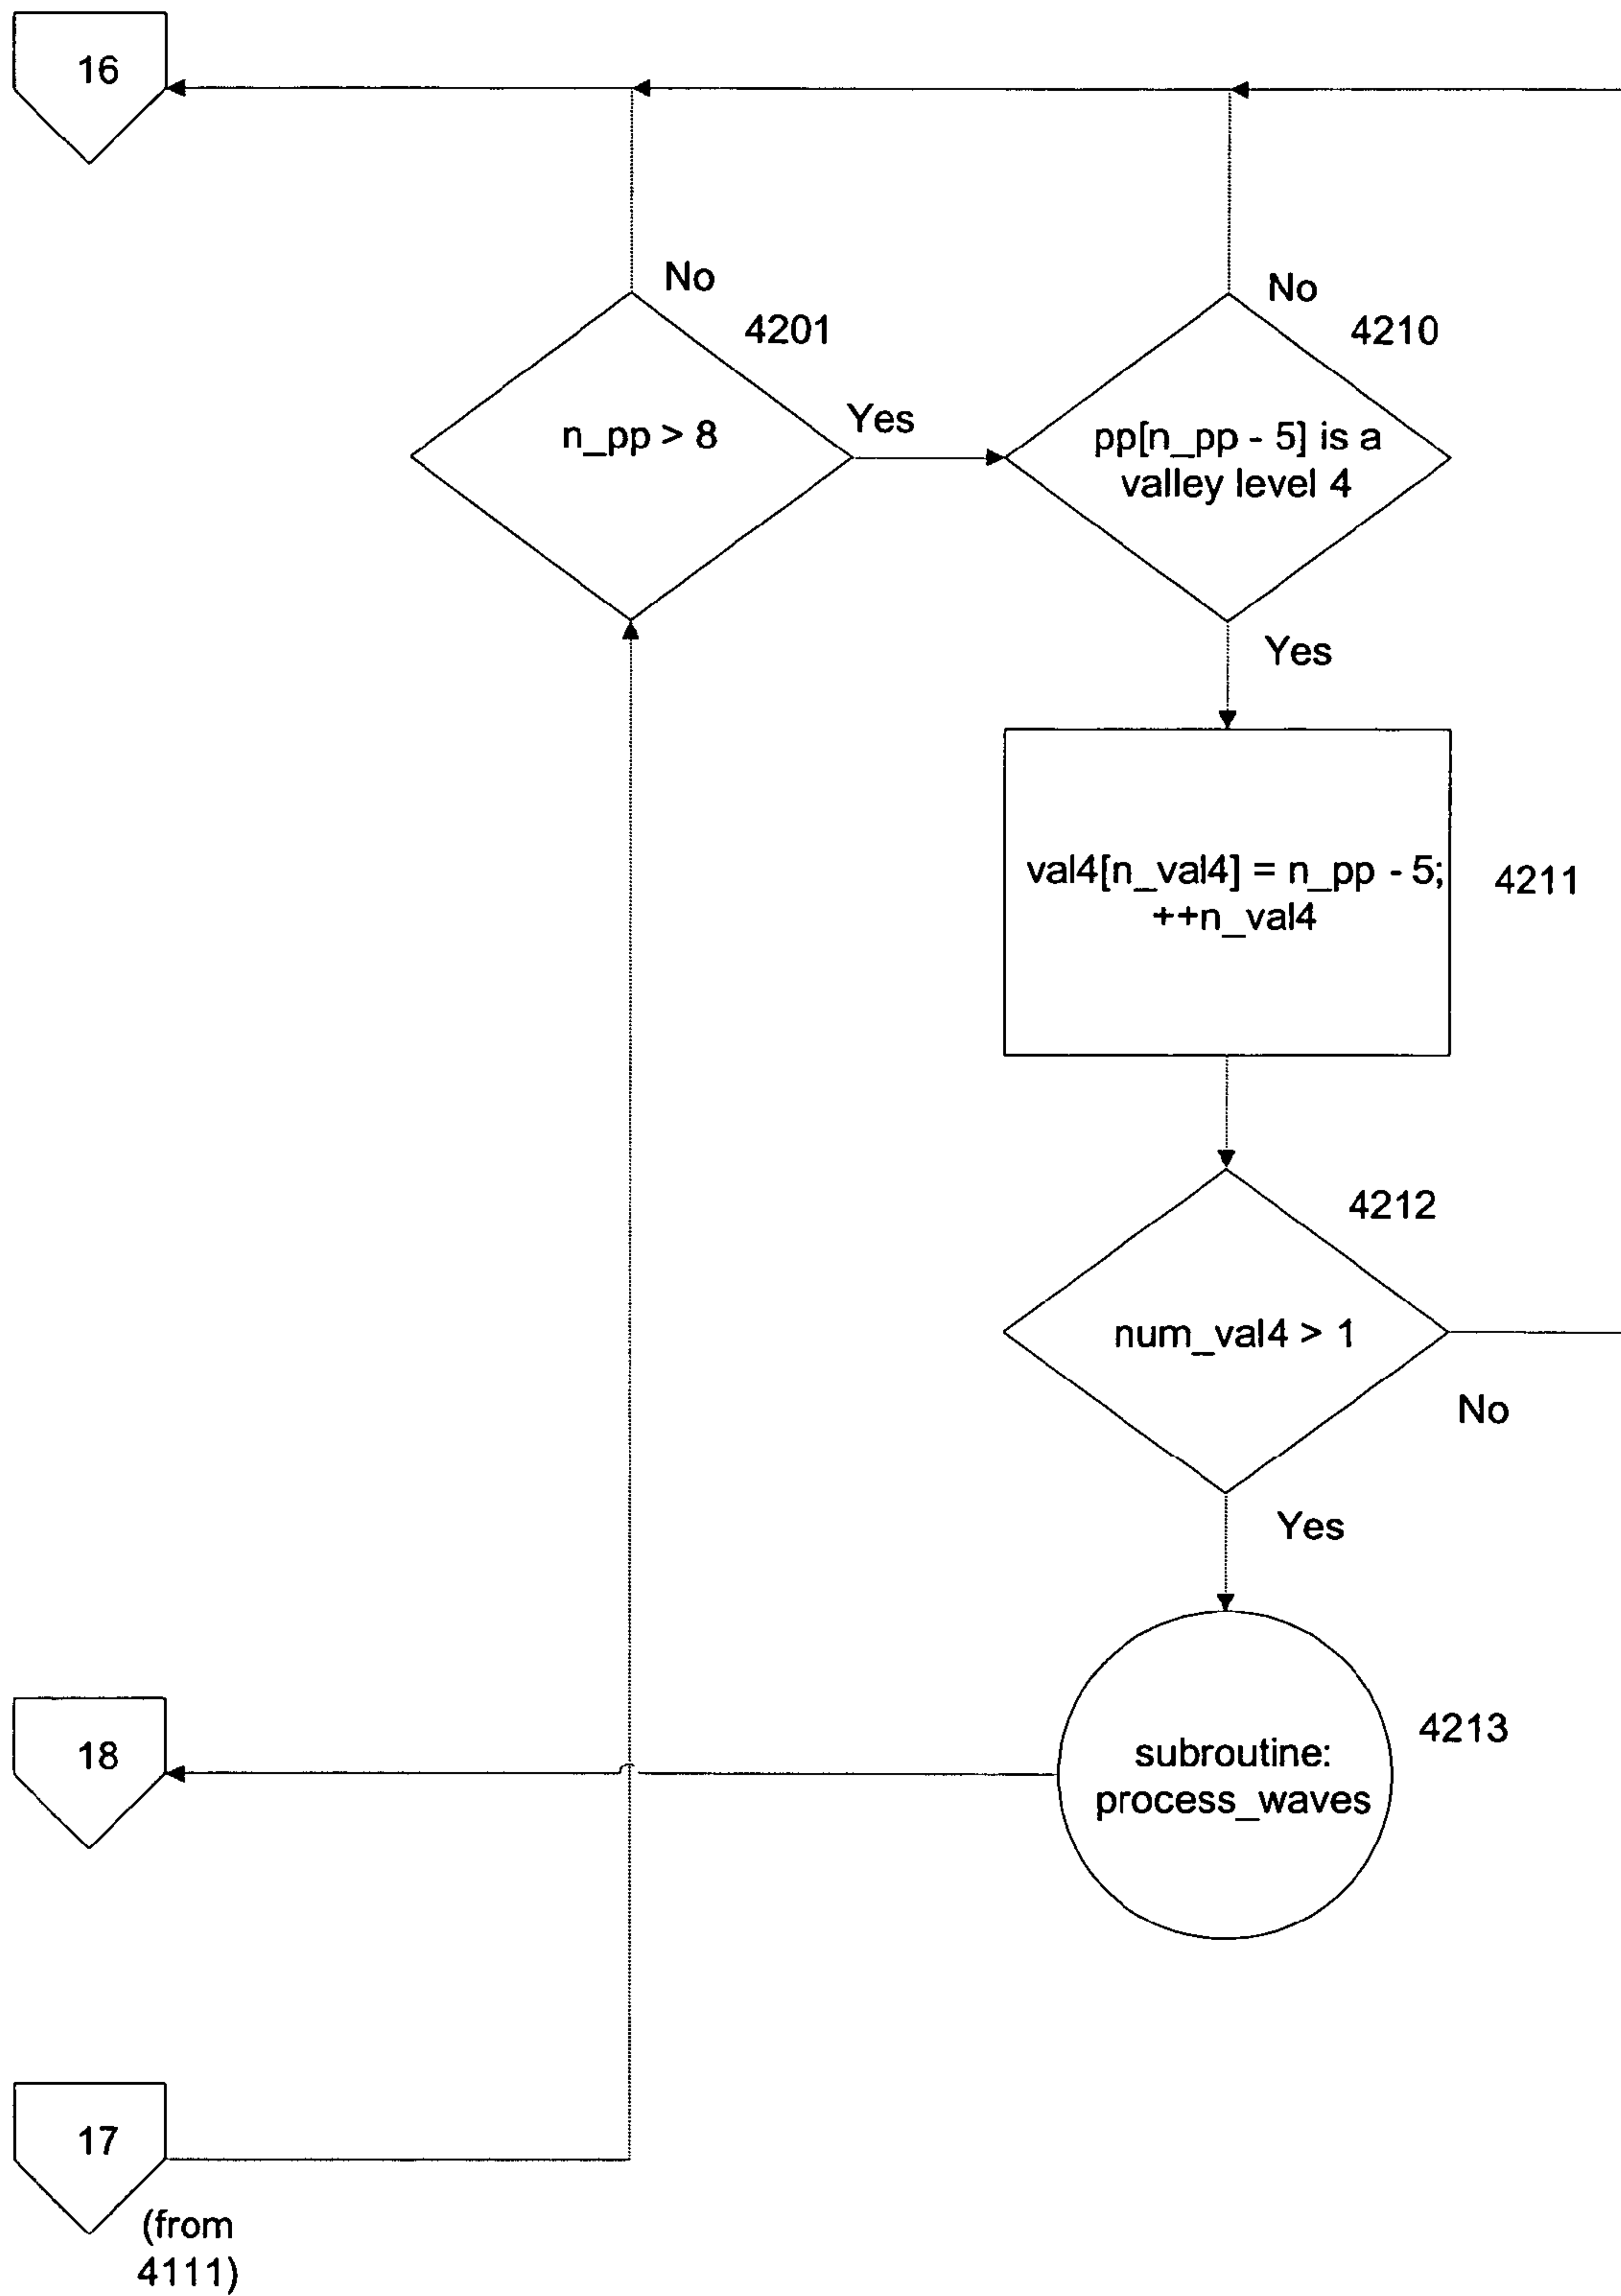 16
No
4201
n_pp > 8
Yes
No
4210
pp[n_pp - 5] is a
valley level 4
Yes
val4[n_val4] = n_pp - 5;
++n_val4
4211
4212
num_val4 > 1
No
Yes
18
4213
subroutine:
process_waves
17
(from
4111)